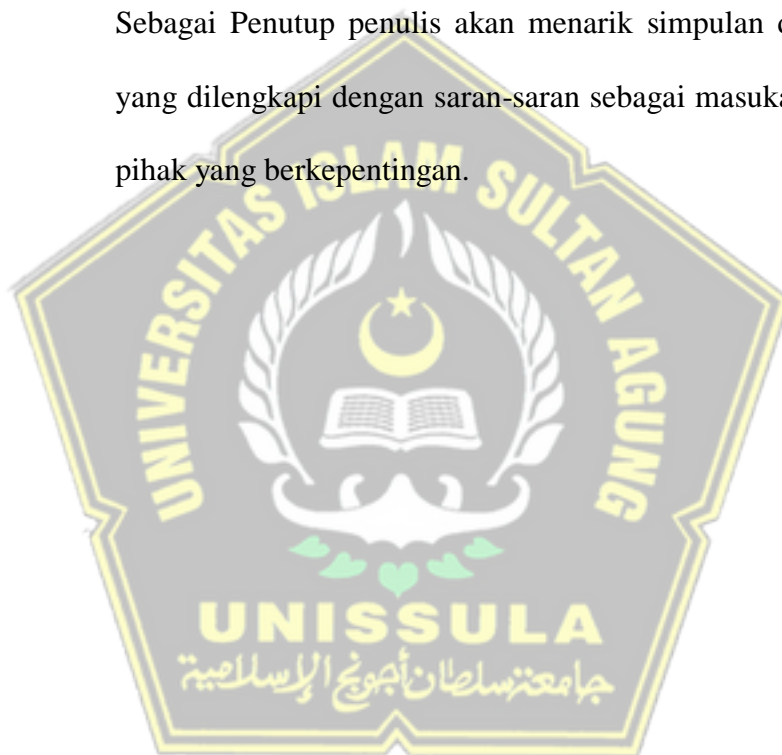 Sebagai Penutup penulis akan menarik simpulan
yang dilengkapi dengan saran-saran sebagai
pihak yang berkepentingan.
UNIVERSITAS ISLAM SULTAN AGUNG
UNISSULA
جامعة سلطان أجونج الإسلامية